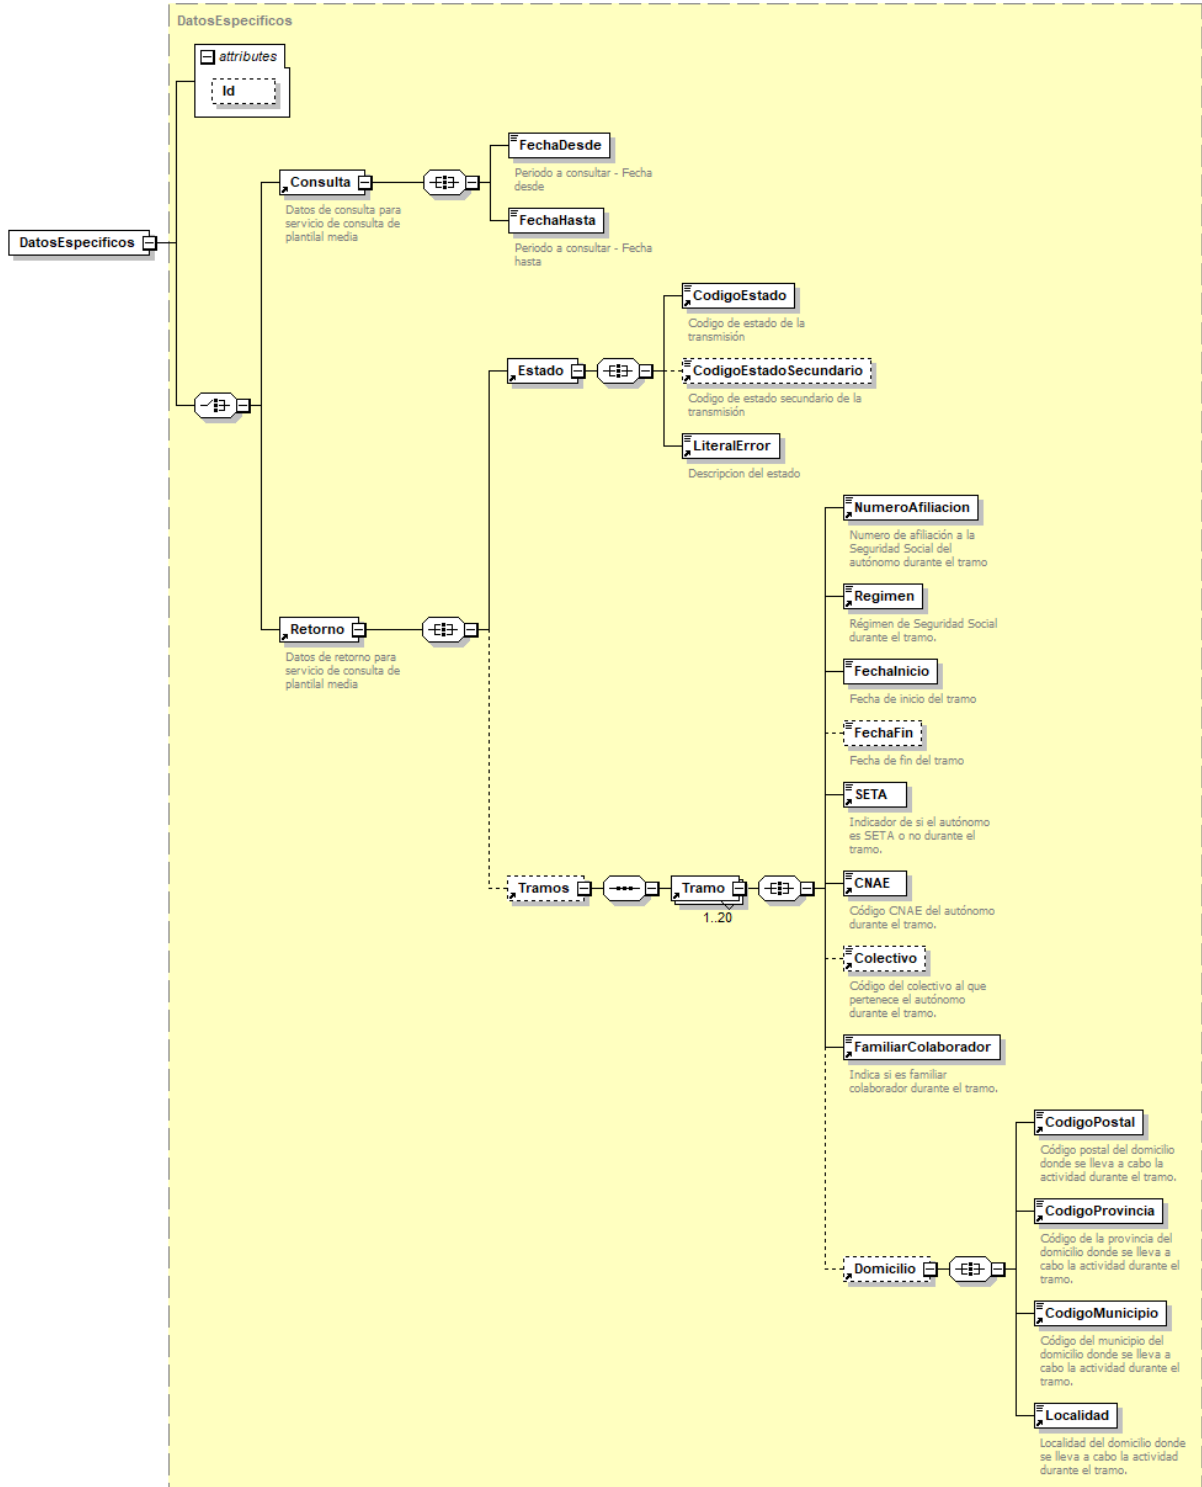 DatosEspecificos
attributes
Id
DatosEspecificos
Consulta
Datos de consulta para
servicio de consulta de
plantilal media
FechaDesde
Periodo a consultar - Fecha
desde
FechaHasta
Periodo a consultar - Fecha
hasta
Retorno
Datos de retorno para
servicio de consulta de
plantilal media
Estado
CodigoEstado
Codigo de estado de la
transmisión
CodigoEstadoSecundario
Codigo de estado secundario de la
transmisión
LiteralError
Descripcion del estado
Tramos
Tramo
1..20
NumeroAfiliacion
Numero de afiliación a la
Seguridad Social del
autónomo durante el tramo
Regimen
Régimen de Seguridad Social
durante el tramo.
FechaInicio
Fecha de inicio del tramo
FechaFin
Fecha de fin del tramo
SETA
Indicador de si el autónomo
es SETA o no durante el
tramo.
CNAE
Código CNAE del autónomo
durante el tramo.
Colectivo
Código del colectivo al que
pertenece el autónomo
durante el tramo.
FamiliarColaborador
Indica si es familiar
colaborador durante el tramo.
Domicilio
CodigoPostal
Código postal del domicilio
donde se lleva a cabo la
actividad durante el tramo.
CodigoProvincia
Código de la provincia del
domicilio donde se lleva a
cabo la actividad durante el
tramo.
CodigoMunicipio
Código del municipio del
domicilio donde se lleva a
cabo la actividad durante el
tramo.
Localidad
Localidad del domicilio donde
se lleva a cabo la actividad
durante el tramo.